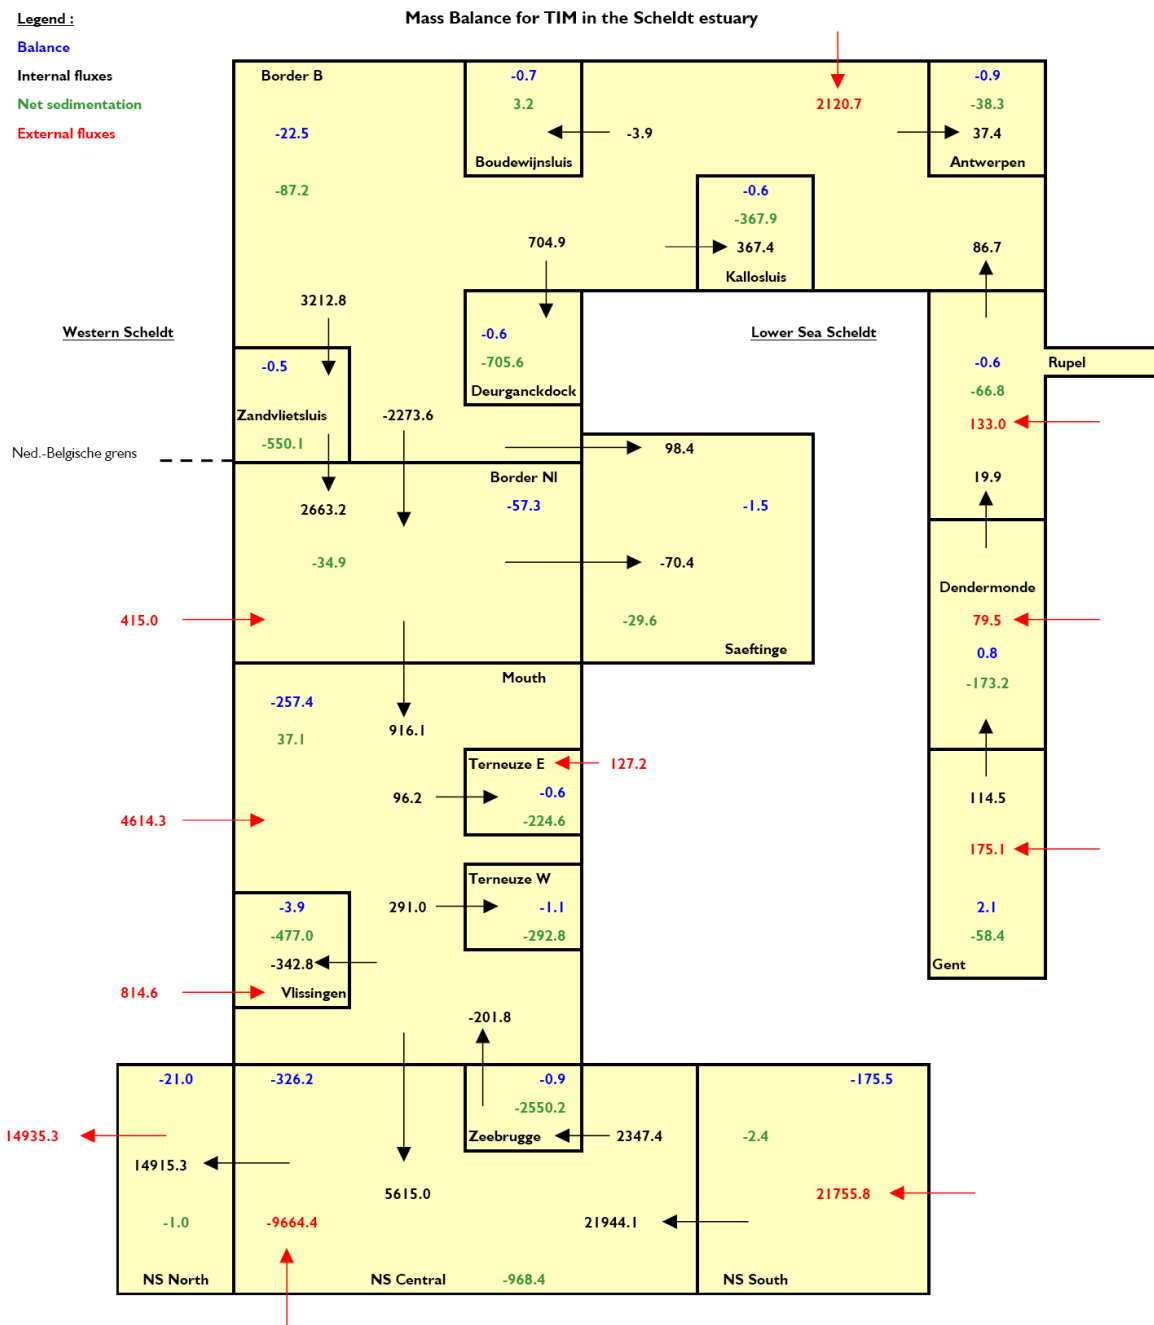 Legend :
Mass Balance for TIM in the Scheldt estuary
Balance
Internal fluxes
Net sedimentation
External fluxes
Border B
-22.5
-87.2
-0.7
3.2
-3.9
Boudewijnsluis
2120.7
-0.9
-38.3
37.4
Antwerpen
-0.6
-367.9
367.4
Kallosluis
704.9
86.7
3212.8
Western Scheldt
Lower Sea Scheldt
-0.5
Zandvlietsluis
-550.1
-0.6
-705.6
Deurganckdock
-2273.6
-0.6
Rupel
-66.8
133.0
19.9
Ned.-Belgische grens
98.4
Border Nl
-57.3
2663.2
-34.9
415.0
-1.5
-70.4
-29.6
Saeftinge
Dendermonde
79.5
0.8
-173.2
Mouth
-257.4
37.1
916.1
Terneuze E
127.2
-0.6
96.2
-224.6
4614.3
114.5
175.1
2.1
-58.4
Gent
Terneuze W
291.0
-1.1
-292.8
-3.9
-477.0
-342.8
Vlissingen
814.6
-201.8
-21.0
-326.2
-0.9
-2550.2
Zeebrugge
2347.4
-175.5
-2.4
14935.3
14915.3
5615.0
21755.8
-1.0
-9664.4
21944.1
NS North
NS Central
-968.4
NS South